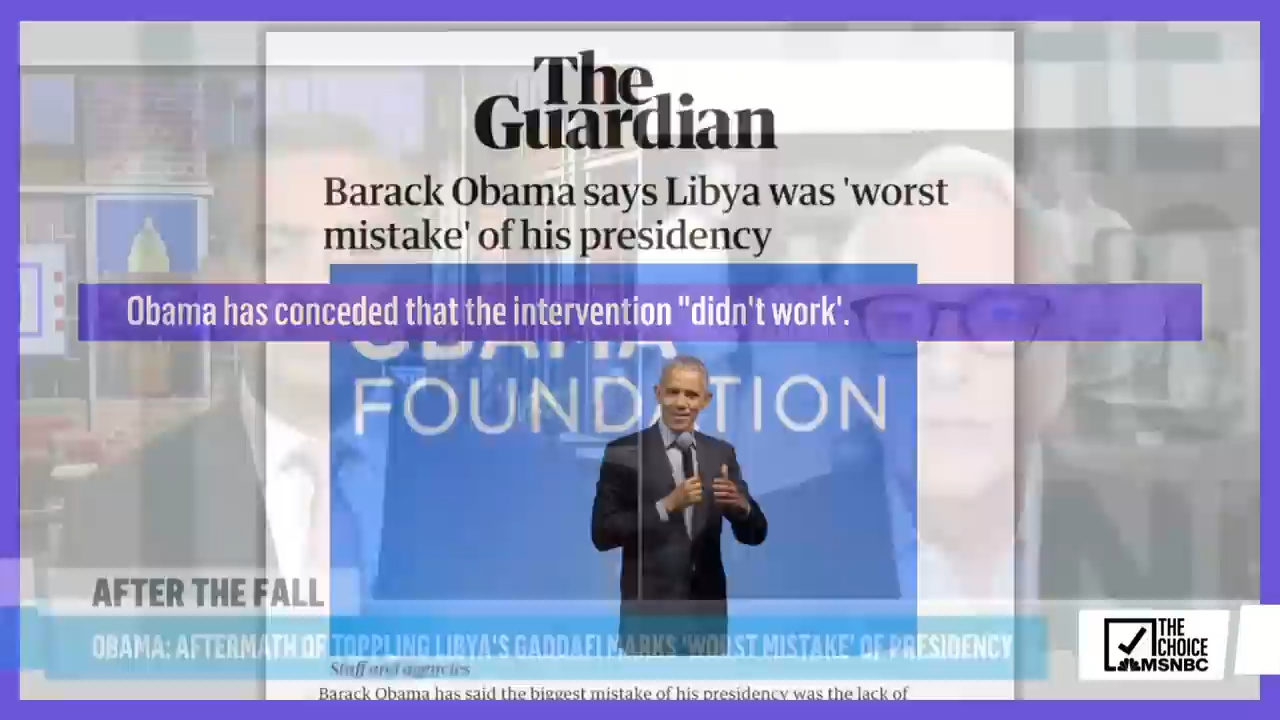 The
Guardian
Barack Obama says Libya was 'worst
mistake' of his presidency
Obama has conceded that the intervention "didn't work'.
OBAMA
FOUNDATION
AFTER THE FALL
OBAMA: AFTERMATH OF TOPPLING LIBYA'S GADDAFI MARKS 'WORST MISTAKE' OF PRESIDENCY
Staff and agencies
Barack Obama has said the biggest mistake of his presidency was the lack of
THE
CHOICE
MSNBC